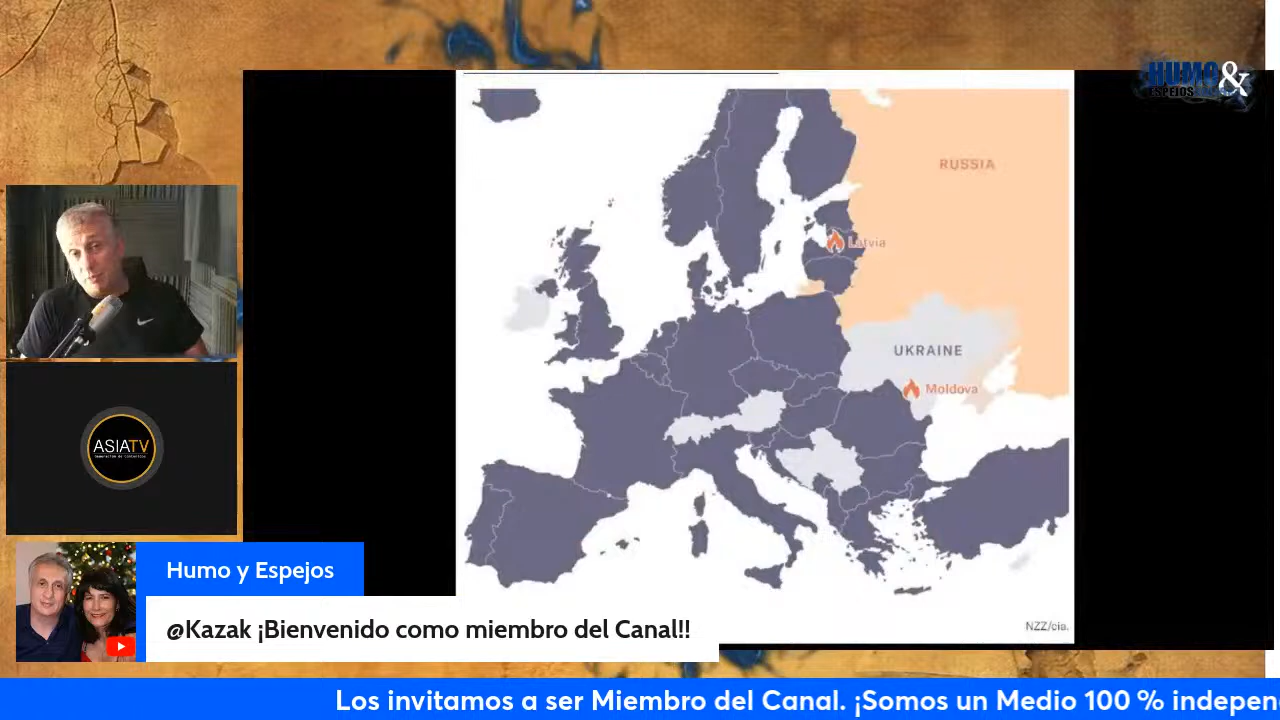 HUMO&
ESPEJOS
RUSSIA
Latvia
UKRAINE
Moldova
NZZ/cia.
ASIATV
Humo y Espejos
@Kazak ¡Bienvenido como miembro del Canal!!
Los invitamos a ser Miembro del Canal. ¡Somos un Medio 100 % indepen